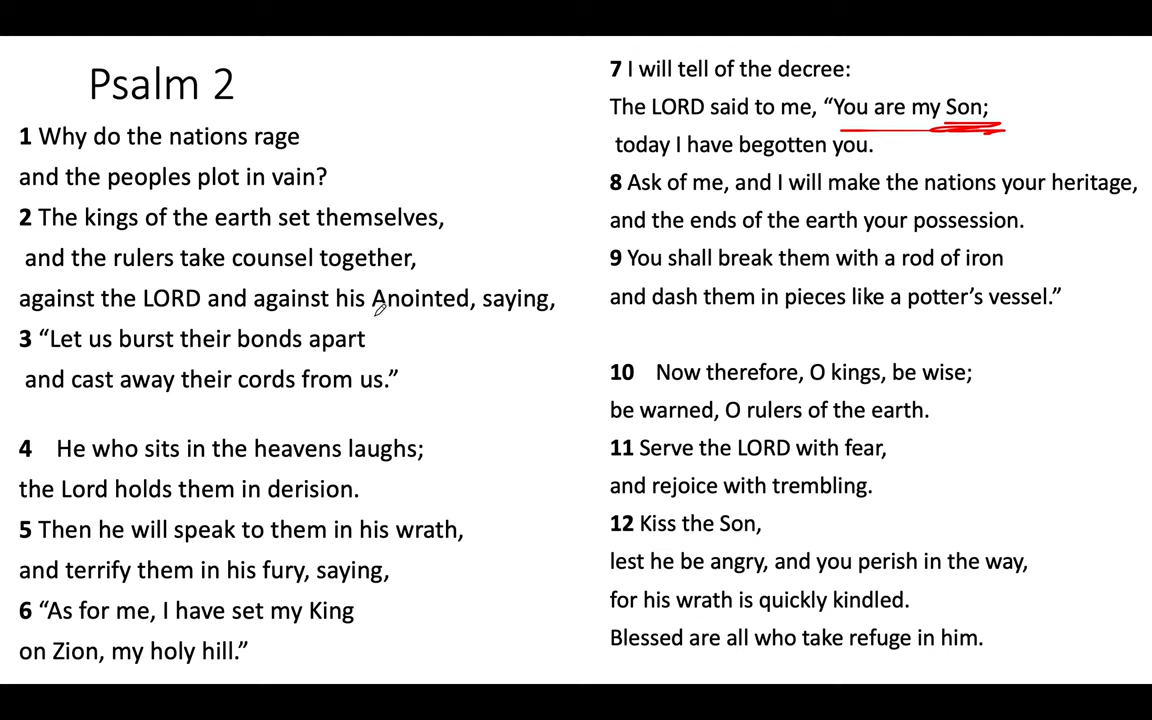 Psalm 2
1 Why do the nations rage
and the peoples plot in vain?
2 The kings of the earth set themselves,
and the rulers take counsel together,
against the LORD and against his Anointed, saying,
3 “Let us burst their bonds apart
and cast away their cords from us.”
4 He who sits in the heavens laughs;
the Lord holds them in derision.
5 Then he will speak to them in his wrath,
and terrify them in his fury, saying,
6 “As for me, I have set my King
on Zion, my holy hill.”
7 I will tell of the decree:
The LORD said to me, “You are my Son;
today I have begotten you.
8 Ask of me, and I will make the nations your heritage,
and the ends of the earth your possession.
9 You shall break them with a rod of iron
and dash them in pieces like a potter’s vessel.”
10 Now therefore, O kings, be wise;
be warned, O rulers of the earth.
11 Serve the LORD with fear,
and rejoice with trembling.
12 Kiss the Son,
lest he be angry, and you perish in the way,
for his wrath is quickly kindled.
Blessed are all who take refuge in him.